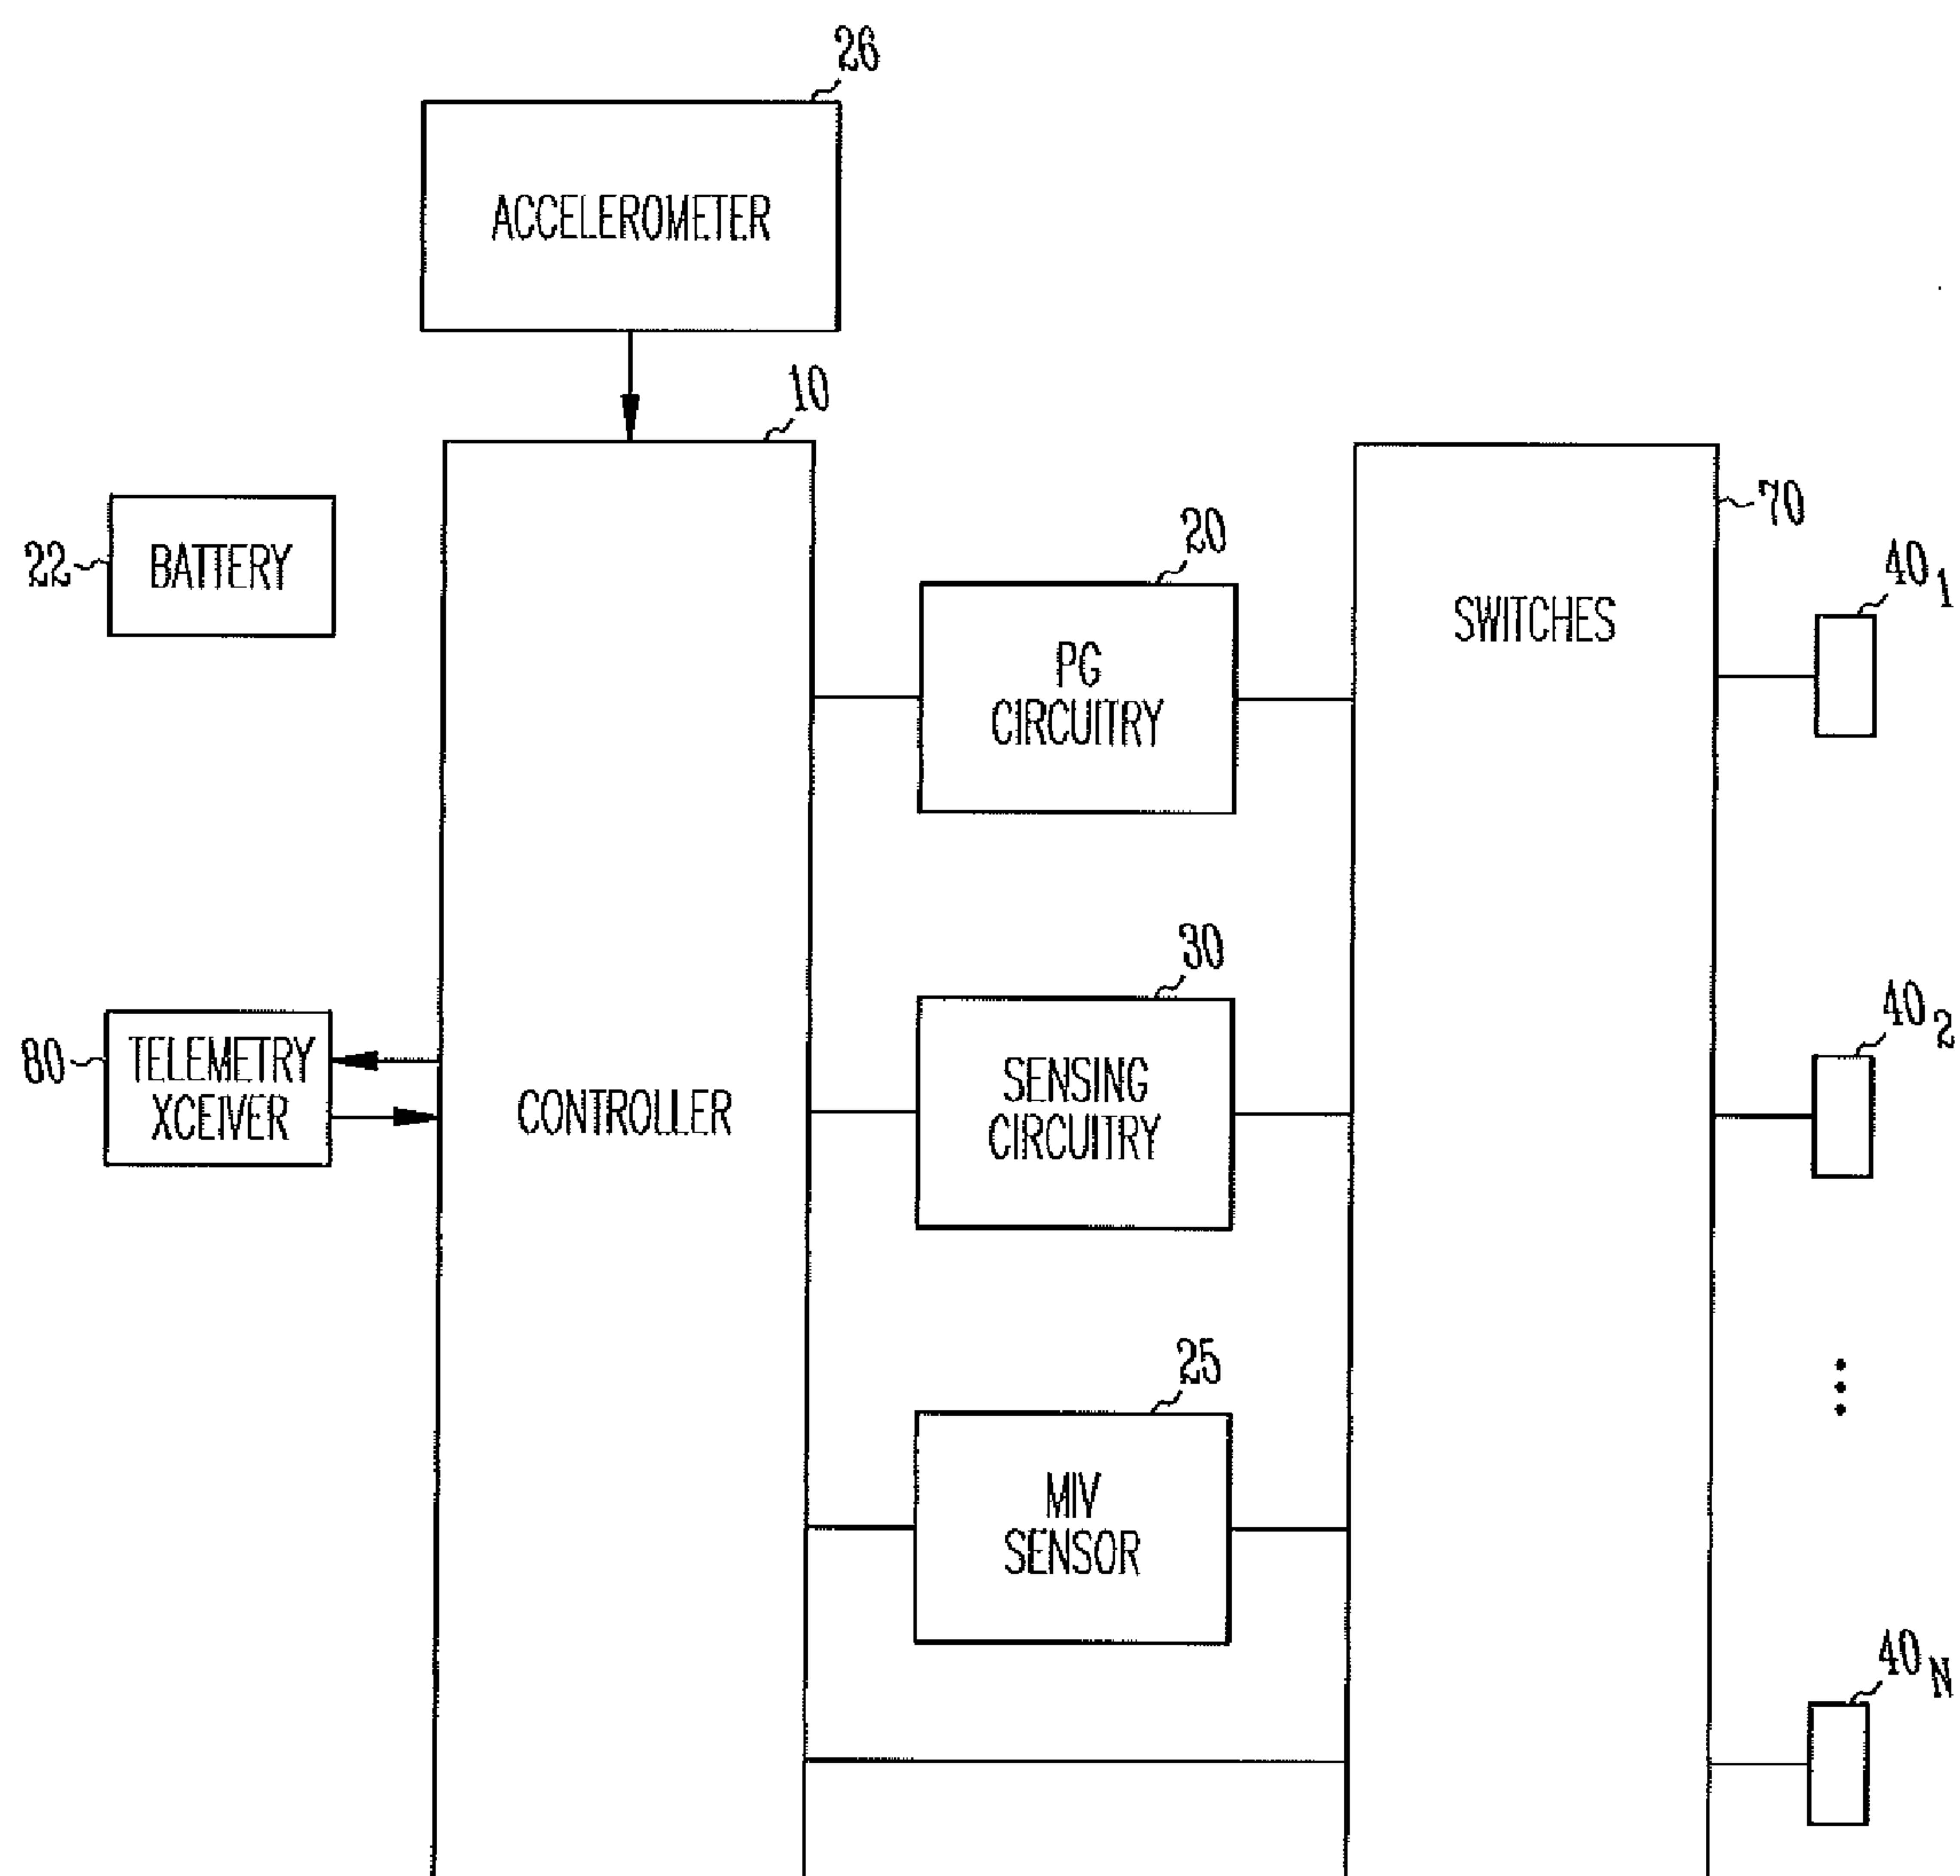 26
ACCELEROMETER
10
22
BATTERY
20
PG
CIRCUITRY
SWITCHES
70
40 1
30
SENSING
CIRCUITRY
80
TELEMETRY
XCEIVER
CONTROLLER
40 2
25
MIV
SENSOR
40 N